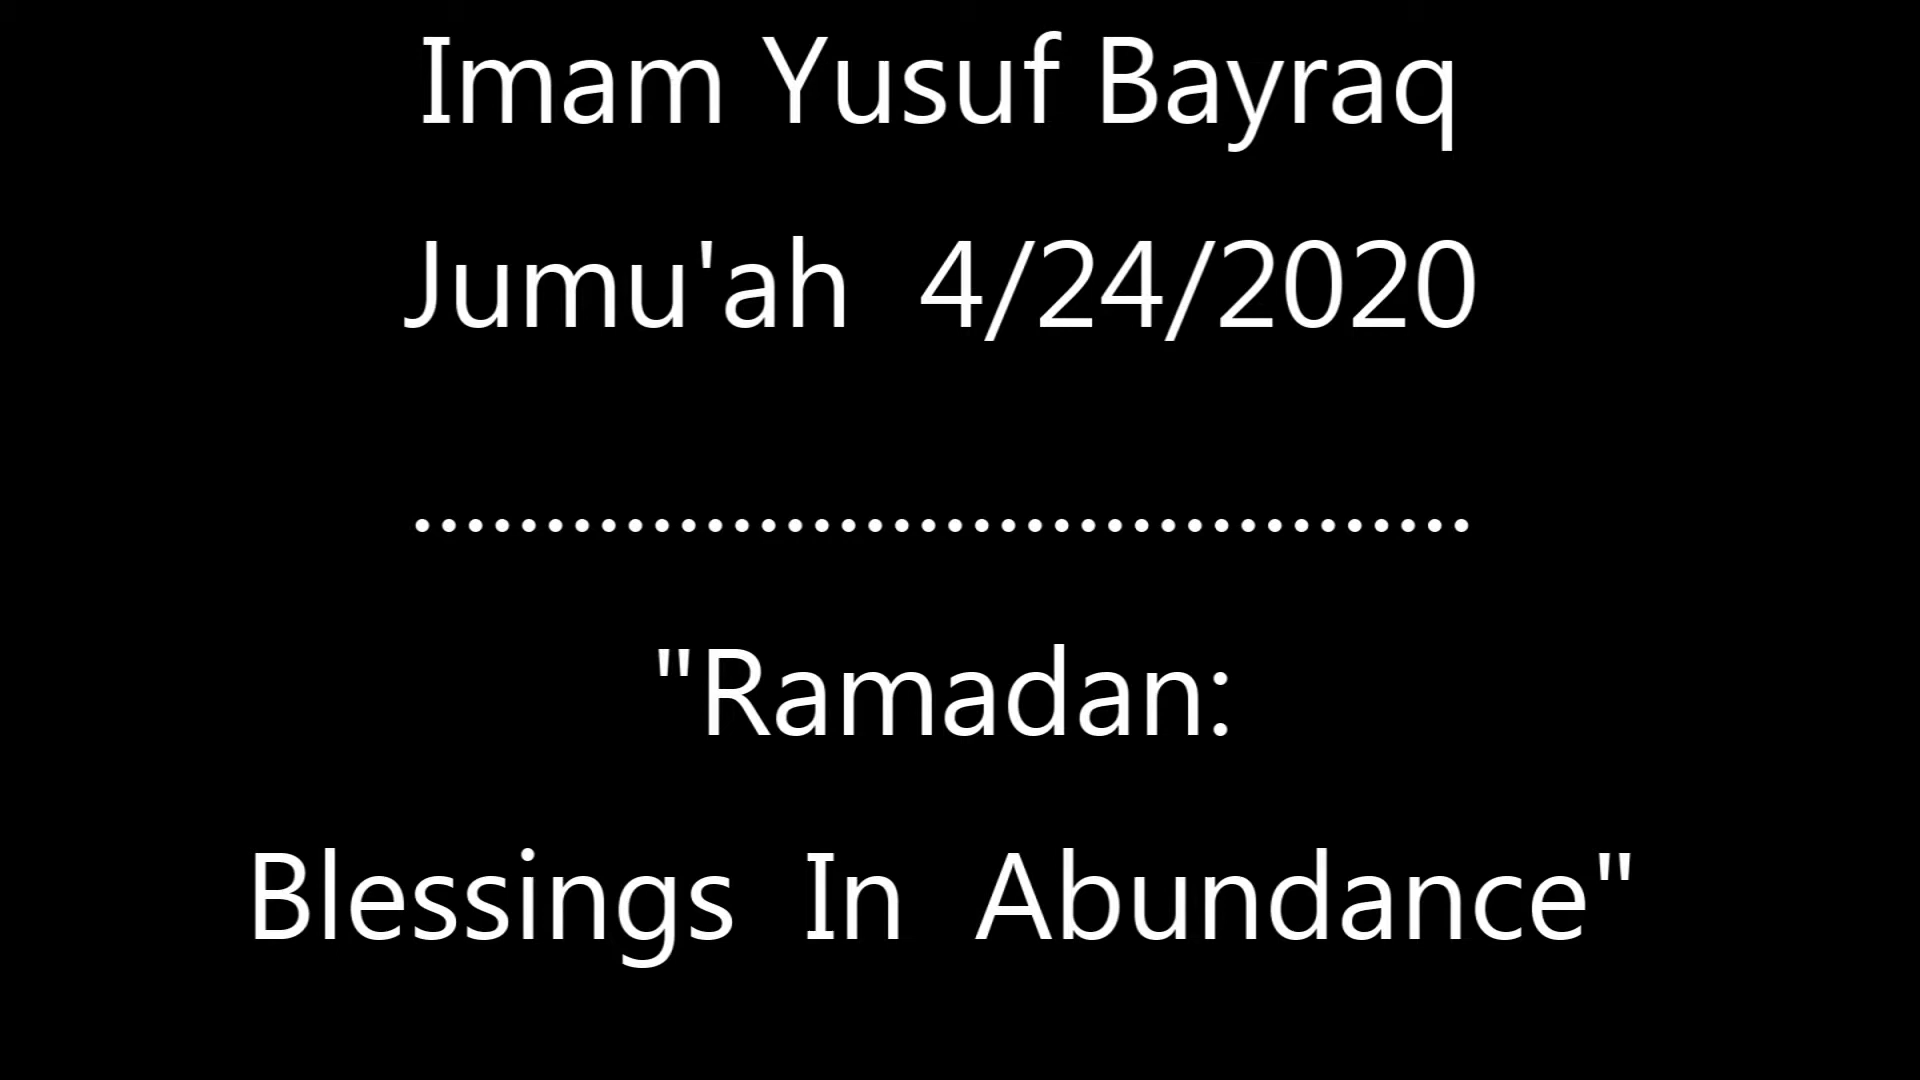 Imam Yusuf Bayraq
Jumu'ah 4/24/2020
........................................
"Ramadan:
Blessings In Abundance"